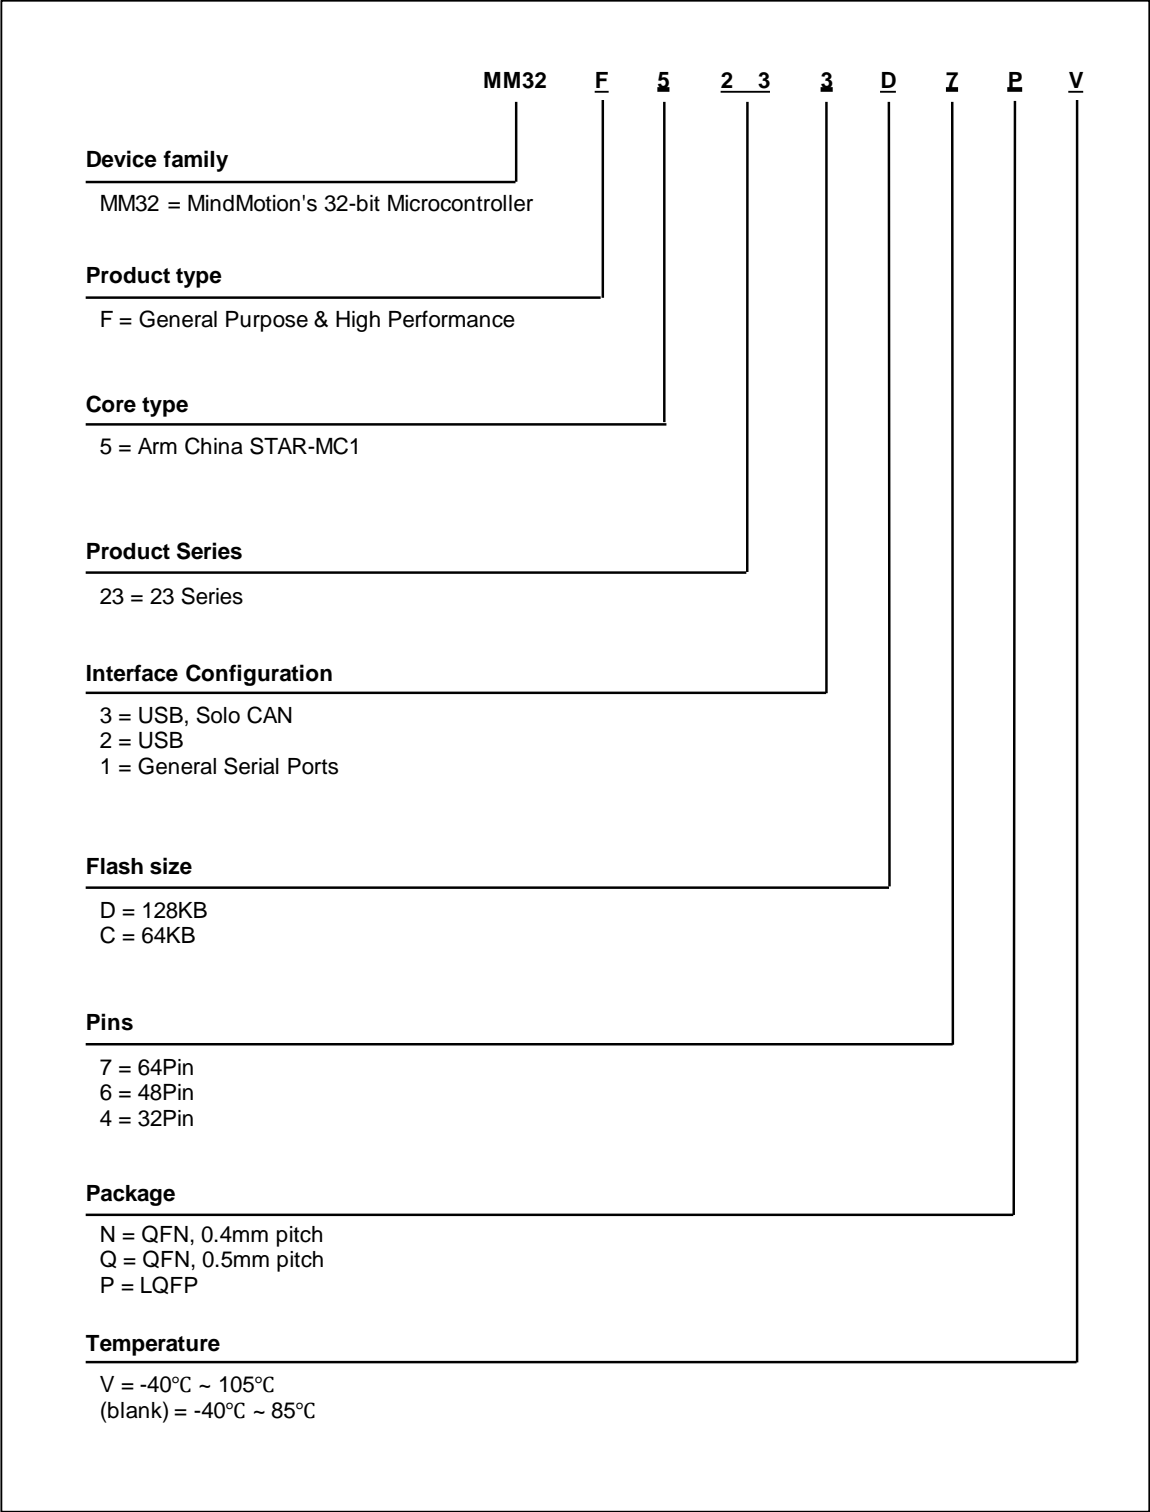 MM32 F 5 2 3 3 D 7 P V
Device family
MM32 = MindMotion's 32-bit Microcontroller
Product type
F = General Purpose & High Performance
Core type
5 = Arm China STAR-MC1
Product Series
23 = 23 Series
Interface Configuration
3 = USB, Solo CAN
2 = USB
1 = General Serial Ports
Flash size
D = 128KB
C = 64KB
Pins
7 = 64Pin
6 = 48Pin
4 = 32Pin
Package
N = QFN, 0.4mm pitch
Q = QFN, 0.5mm pitch
P = LQFP
Temperature
V = -40℃ ~ 105℃
(blank) = -40℃ ~ 85℃